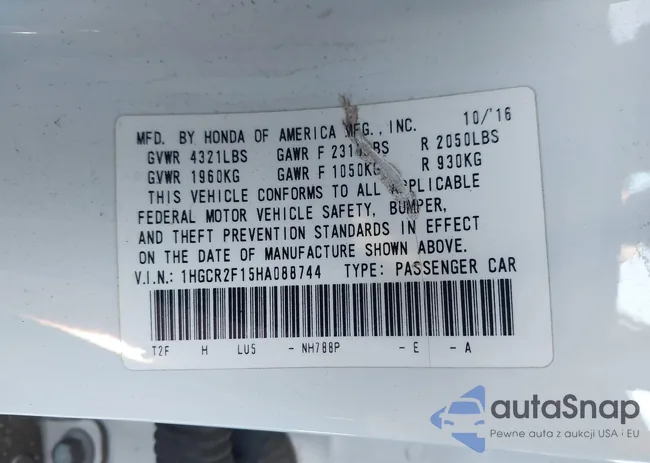 MFD. BY HONDA OF AMERICA MFG., INC. 10/'16
GVWR 4321LBS GAWR F LBS R 2050LBS
GVWR 1960KG GAWR F 1050KG R 930KG
THIS VEHICLE CONFORMS TO ALL APPLICABLE
FEDERAL MOTOR VEHICLE SAFETY, BUMPER,
AND THEFT PREVENTION STANDARDS IN EFFECT
ON THE DATE OF MANUFACTURE SHOWN ABOVE.
V.I.N.: 1HGCR2F15HA088744 TYPE: PASSENGER CAR
T2F H LU5 - NH788P - E - A
autaSnap
Pewne auta z aukcji USA i EU